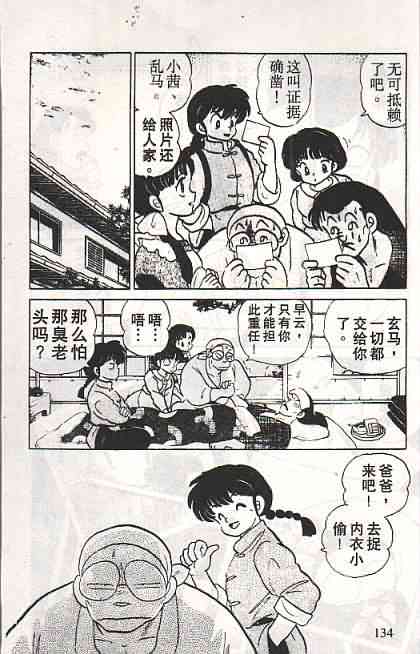 无可抵赖
了吧。
这叫证据
确凿！
小茜、
乱马。
照片还
给人家。
玄马，
一切都
交给你
了。
早云，
只有你
才能担
此重任！
唔…
唔…
那么怕
那臭老
头吗？
爸爸，
来吧！
去捉
内衣小
偷！
134